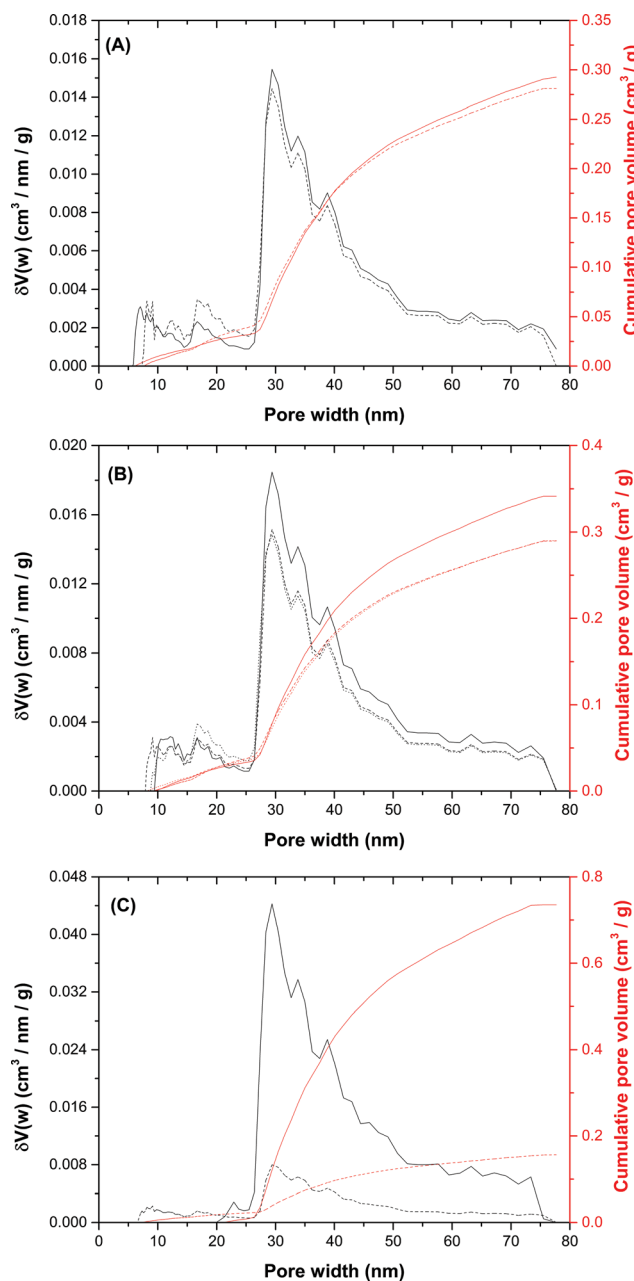 (A)
0.018
0.016
0.014
0.012
0.010
0.008
0.006
0.004
0.002
0.000
δV(w) (cm³ / nm / g)
0.35
0.30
0.25
0.20
0.15
0.10
0.05
0.00
Cumulative pore volume (cm³ / g)
0 10 20 30 40 50 60 70 80
Pore width (nm)
(B)
0.020
0.016
0.012
0.008
0.004
0.000
δV(w) (cm³ / nm / g)
0.4
0.3
0.2
0.1
0.0
Cumulative pore volume (cm³ / g)
0 10 20 30 40 50 60 70 80
Pore width (nm)
(C)
0.048
0.040
0.032
0.024
0.016
0.008
0.000
δV(w) (cm³ / nm / g)
0.8
0.6
0.4
0.2
0.0
Cumulative pore volume (cm³ / g)
0 10 20 30 40 50 60 70 80
Pore width (nm)